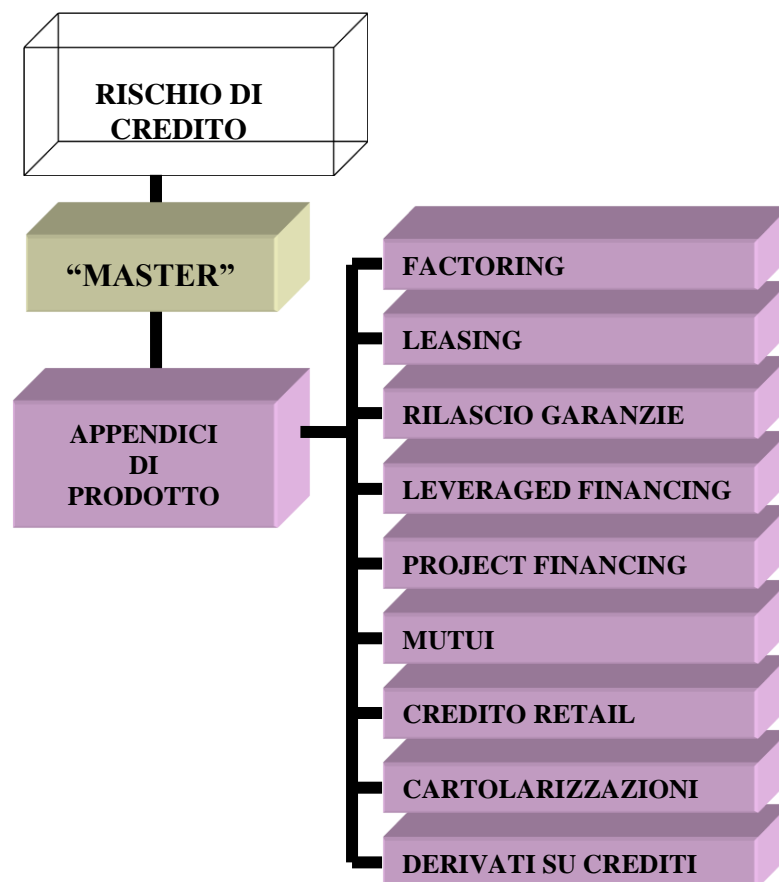 RISCHIO DI
CREDITO
“MASTER”
APPENDICI
DI
PRODOTTO
FACTORING
LEASING
RILASCIO GARANZIE
LEVERAGED FINANCING
PROJECT FINANCING
MUTUI
CREDITO RETAIL
CARTOLARIZZAZIONI
DERIVATI SU CREDITI